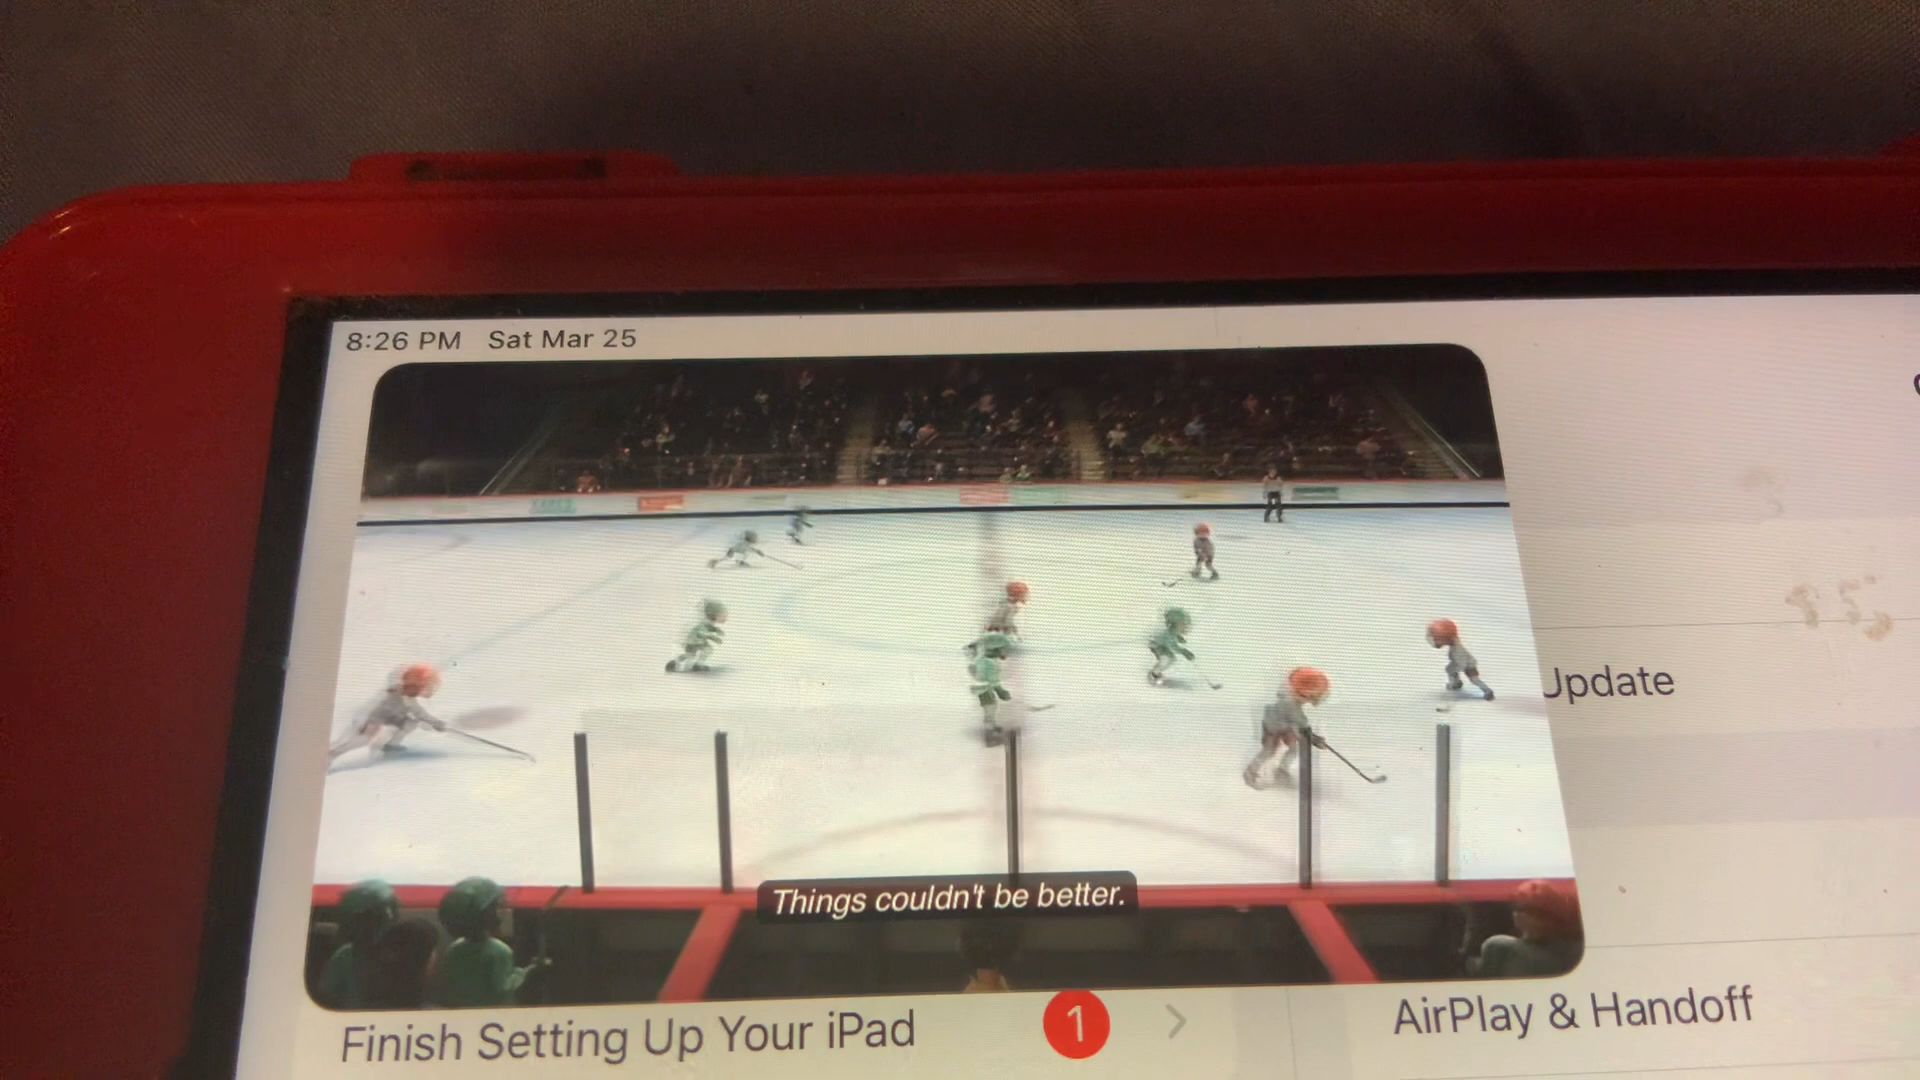 8:26 PM Sat Mar 25
Update
Things couldn't be better.
Finish Setting Up Your iPad 1
AirPlay & Handoff